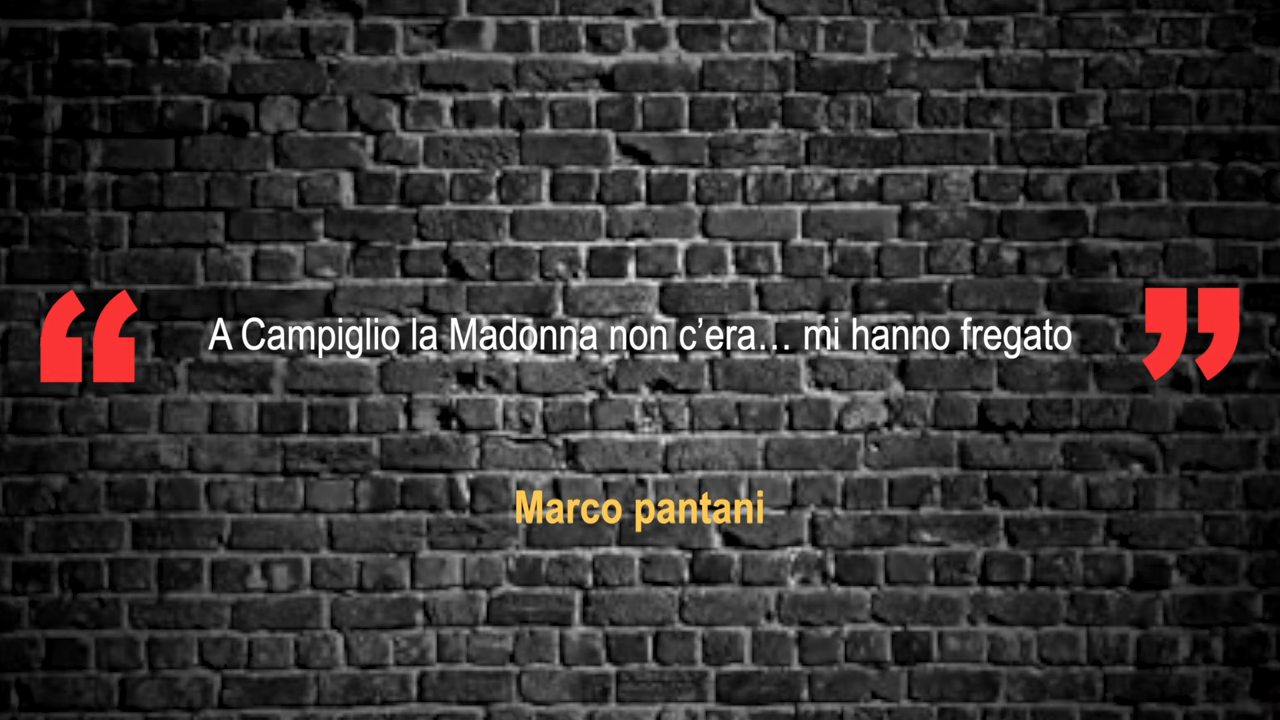 “ A Campiglio la Madonna non c’era… mi hanno fregato ”
Marco pantani